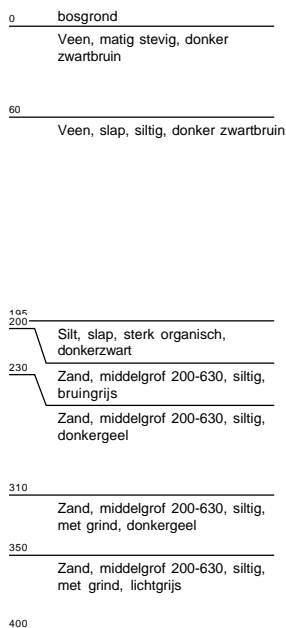 0 bosgrond
Veen, matig stevig, donker
zwartbruin
60
Veen, slap, siltig, donker zwartbruin
195
200
Silt, slap, sterk organisch,
donkerzwart
230
Zand, middelgrof 200-630, siltig,
bruingrijs
Zand, middelgrof 200-630, siltig,
donkergeel
310
Zand, middelgrof 200-630, siltig,
met grind, donkergeel
350
Zand, middelgrof 200-630, siltig,
met grind, lichtgrijs
400